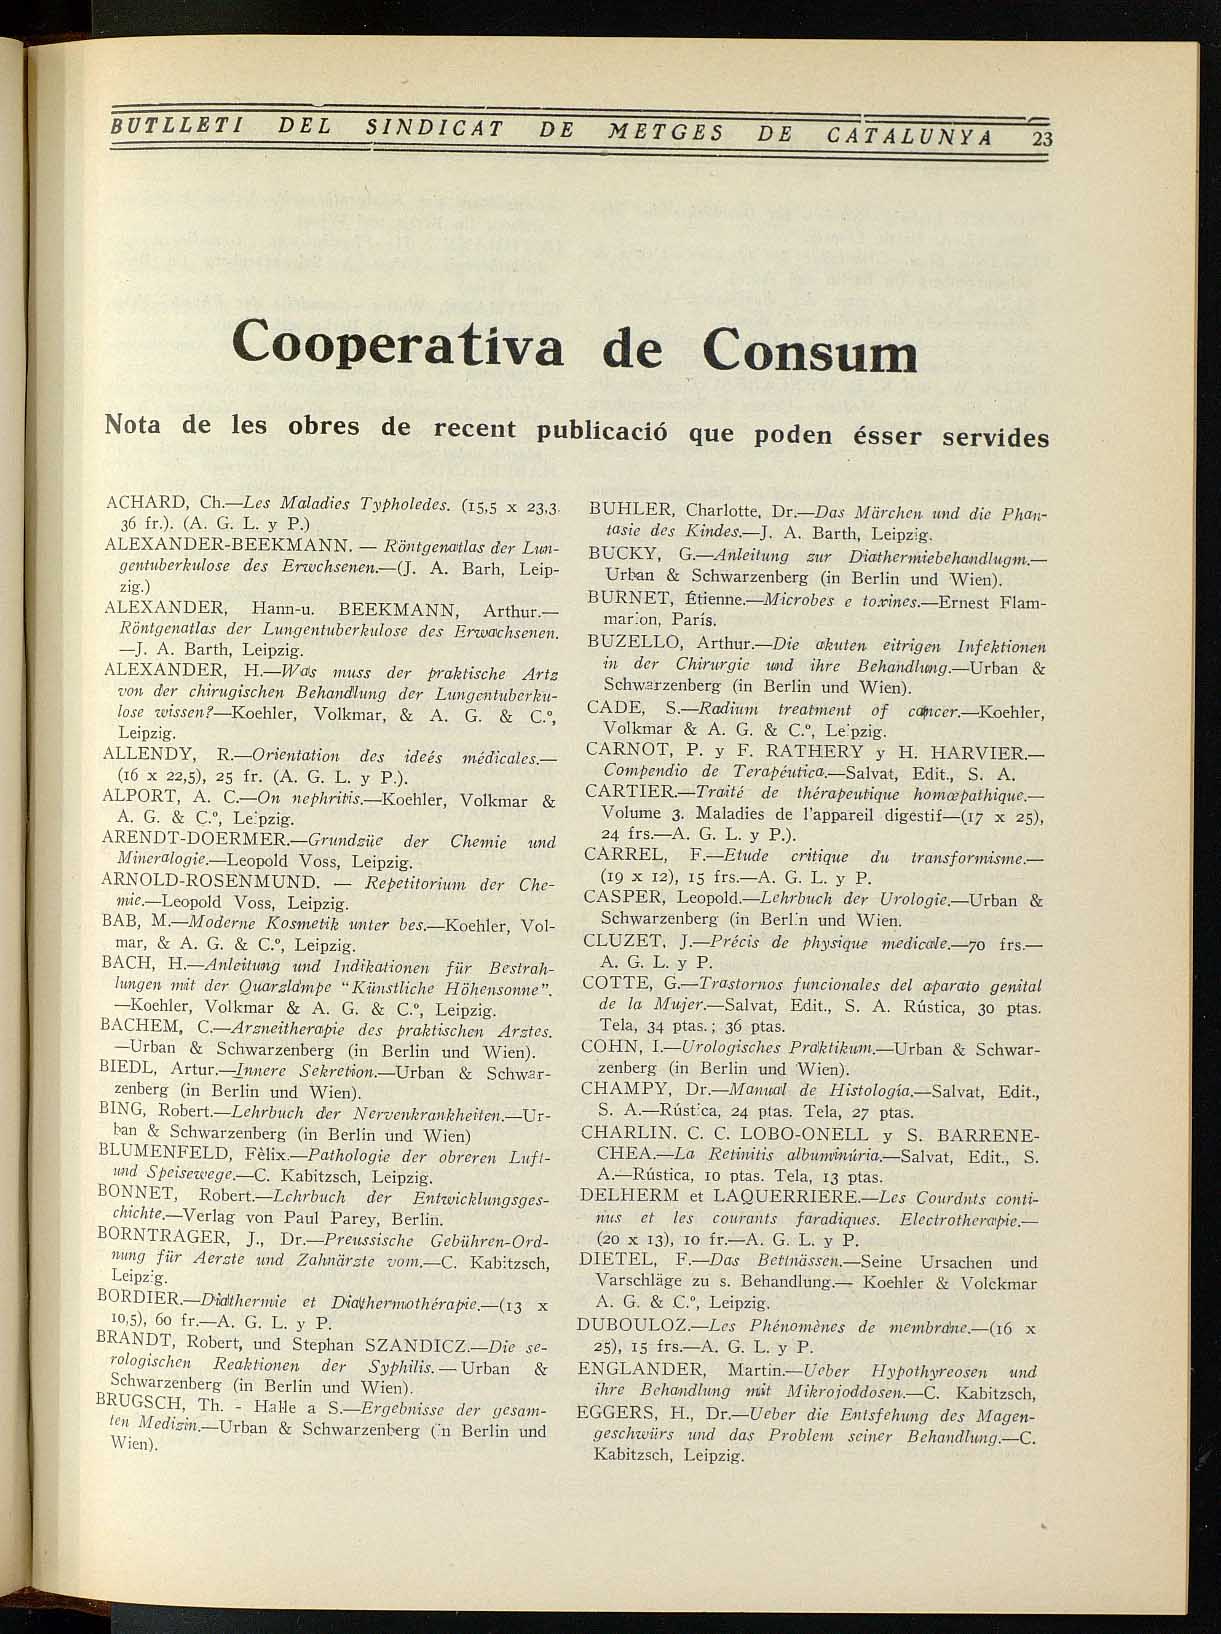 BUTLLETI DEL SINDICAT DE METGES DE CATALUNYA 23
Cooperativa de Consum
Nota de les obres de recent publicació que poden ésser servides
ACHARD, Ch.—Les Maladies Typholedes. (15,5 x 23,3.
36 fr.). (A. G. L. y P.)
ALEXANDER-BEEKMANN. — Röntgenatlas der Lun-
gentuberkulose des Erwchsenen.—(J. A. Barh, Leip-
zig.)
ALEXANDER, Hann-u. BEEKMANN, Arthur.—
Röntgenatlas der Lungentuberkulose des Erwachsenen.
—J. A. Barth, Leipzig.
ALEXANDER, H.—Was muss der praktische Artz
von der chirugischen Behandlung der Lungentuberku-
lose wissen?—Koehler, Volkmar, & A. G. & C.º,
Leipzig.
ALLENDY, R.—Orientation des ideés médicales.—
(16 x 22,5), 25 fr. (A. G. L. y P.).
ALPORT, A. C.—On nephritis.—Koehler, Volkmar &
A. G. & C.º, Leipzig.
ARENDT-DOERMER.—Grundzüe der Chemie und
Mineralogie.—Leopold Voss, Leipzig.
ARNOLD-ROSENMUND. — Repetitorium der Che-
mie.—Leopold Voss, Leipzig.
BAB, M.—Moderne Kosmetik unter bes.—Koehler, Vol-
mar, & A. G. & C.º, Leipzig.
BACH, H.—Anleitung und Indikationen für Bestrah-
lungen mit der Quarzlampe "Künstliche Höhensonne".
—Koehler, Volkmar & A. G. & C.º, Leipzig.
BACHEM, C.—Arzneitherapie des praktischen Arztes.
—Urban & Schwarzenberg (in Berlin und Wien).
BIEDL, Artur.—Innere Sekretion.—Urban & Schwar-
zenberg (in Berlin und Wien).
BING, Robert.—Lehrbuch der Nervenkrankheiten.—Ur-
ban & Schwarzenberg (in Berlin und Wien)
BLUMENFELD, Fèlix.—Pathologie der obreren Luft-
und Speisewege.—C. Kabitzsch, Leipzig.
BONNET, Robert.—Lehrbuch der Entwicklungsges-
chichte.—Verlag von Paul Parey, Berlin.
BORNTRAGER, J., Dr.—Preussische Gebühren-Ord-
nung für Aerzte und Zahnärzte vom.—C. Kabitzsch,
Leipzig.
BORDIER.—Diathermie et Diathermothérapie.—(13 x
10,5), 60 fr.—A. G. L. y P.
BRANDT, Robert, und Stephan SZANDICZ.—Die se-
rologischen Reaktionen der Syphilis.—Urban &
Schwarzenberg (in Berlin und Wien).
BRUGSCH, Th. - Halle a S.—Ergebnisse der gesam-
ten Medizin.—Urban & Schwarzenberg (in Berlin und
Wien).
BUHLER, Charlotte, Dr.—Das Märchen und die Phan-
tasie des Kindes.—J. A. Barth, Leipzig.
BUCKY, G.—Anleitung zur Diathermiebehandlugm.—
Urban & Schwarzenberg (in Berlin und Wien).
BURNET, Étienne.—Microbes e toxines.—Ernest Flam-
marion, París.
BUZELLO, Arthur.—Die akuten eitrigen Infektionen
in der Chirurgie und ihre Behandlung.—Urban &
Schwarzenberg (in Berlin und Wien).
CADE, S.—Radium treatment of cancer.—Koehler,
Volkmar & A. G. & C.º, Leipzig.
CARNOT, P. y F. RATHERY y H. HARVIER.—
Compendio de Terapéutica.—Salvat, Edit., S. A.
CARTIER.—Traité de thérapeutique homœpathique.—
Volume 3. Maladies de l'appareil digestif—(17 x 25),
24 frs.—A. G. L. y P.).
CARREL, F.—Etude critique du transformisme.—
(19 x 12), 15 frs.—A. G. L. y P.
CASPER, Leopold.—Lehrbuch der Urologie.—Urban &
Schwarzenberg (in Berlin und Wien.
CLUZET, J.—Précis de physique medicale.—70 frs.—
A. G. L. y P.
COTTE, G.—Trastornos funcionales del aparato genital
de la Mujer.—Salvat, Edit., S. A. Rústica, 30 ptas.
Tela, 34 ptas.; 36 ptas.
COHN, I.—Urologisches Praktikum.—Urban & Schwar-
zenberg (in Berlin und Wien).
CHAMPY, Dr.—Manual de Histología.—Salvat, Edit.,
S. A.—Rústica, 24 ptas. Tela, 27 ptas.
CHARLIN. C. C. LOBO-ONELL y S. BARRENE-
CHEA.—La Retinitis albuminúria.—Salvat, Edit., S.
A.—Rústica, 10 ptas. Tela, 13 ptas.
DELHERM et LAQUERRIERE.—Les Courdnts conti-
nus et les courants faradiques. Electrotherapie.—
(20 x 13), 10 fr.—A. G. L. y P.
DIETEL, F.—Das Bettnässen.—Seine Ursachen und
Varschläge zu s. Behandlung.— Koehler & Volckmar
A. G. & C.º, Leipzig.
DUBOULOZ.—Les Phénomènes de membrane.—(16 x
25), 15 frs.—A. G. L. y P.
ENGLANDER, Martin.—Ueber Hypothyreosen und
ihre Behandlung mit Mikrojoddosen.—C. Kabitzsch,
EGGERS, H., Dr.—Ueber die Entsfehung des Magen-
geschwürs und das Problem seiner Behandlung.—C.
Kabitzsch, Leipzig.